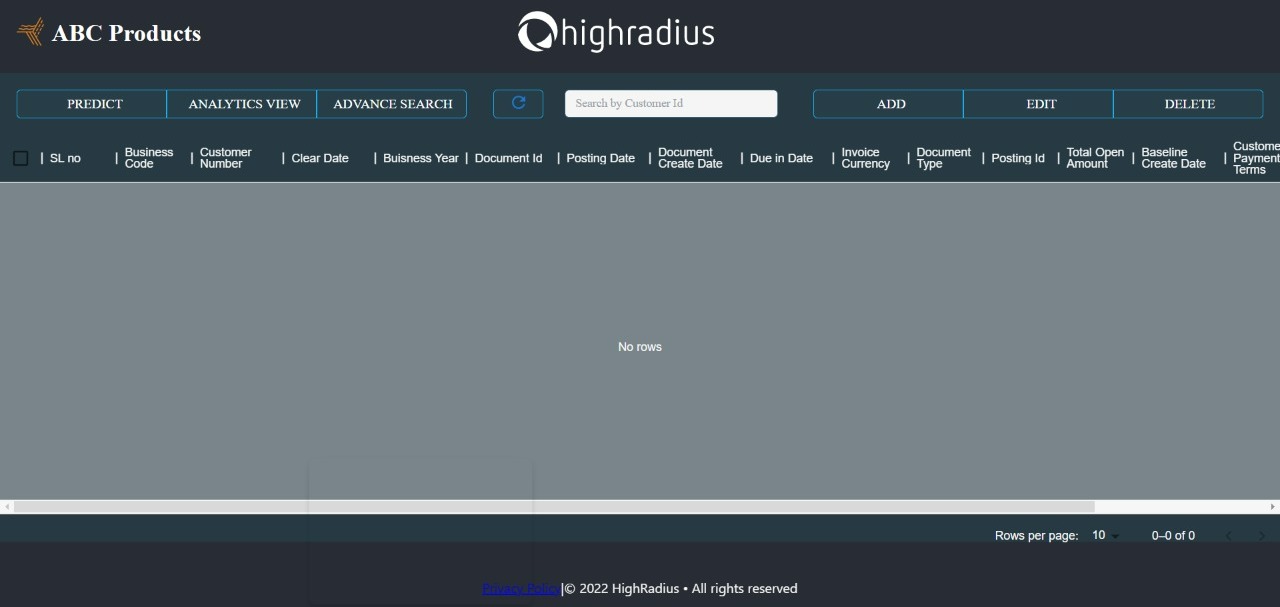 ABC Products
highradius
PREDICT
ANALYTICS VIEW
ADVANCE SEARCH
Search by Customer Id
ADD
EDIT
DELETE
SL no
Business
Code
Customer
Number
Clear Date
Buisness Year
Document Id
Posting Date
Document
Create Date
Due in Date
Invoice
Currency
Document
Type
Posting Id
Total Open
Amount
Baseline
Create Date
Custome
Payment
Terms
No rows
Rows per page: 10 0–0 of 0
Privacy Policy|© 2022 HighRadius • All rights reserved